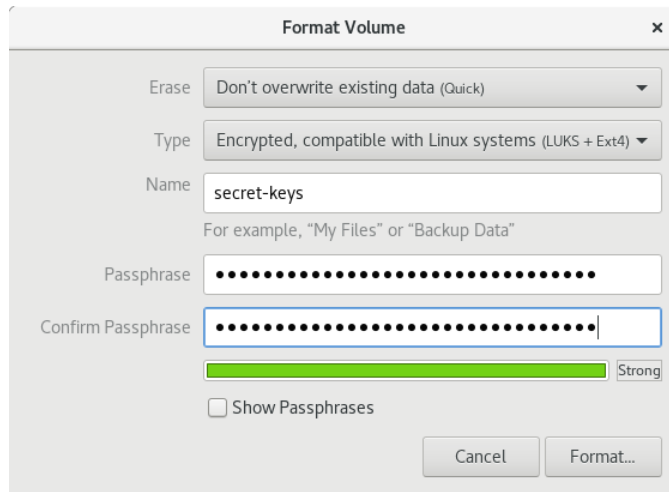 Format Volume ×
Erase Don't overwrite existing data (Quick)
Type Encrypted, compatible with Linux systems (LUKS + Ext4)
Name secret-keys
For example, “My Files” or “Backup Data”
Passphrase ●●●●●●●●●●●●●●●●●●●●●●●●●●●●●●●●
Confirm Passphrase ●●●●●●●●●●●●●●●●●●●●●●●●●●●●●●●●
Strong
Show Passphrases
Cancel Format...